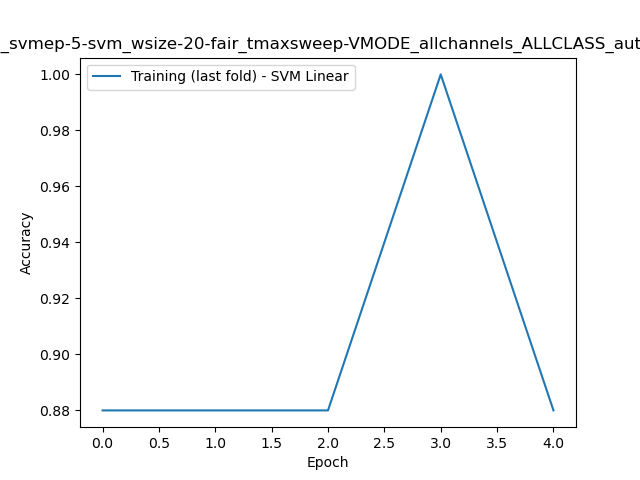 _svmep-5-svm_wsize-20-fair_tmaxsweep-VMODE_allchannels_ALLCLASS_aut
Training (last fold) - SVM Linear
1.00
0.98
0.96
0.94
0.92
0.90
0.88
Accuracy
0.0 0.5 1.0 1.5 2.0 2.5 3.0 3.5 4.0
Epoch